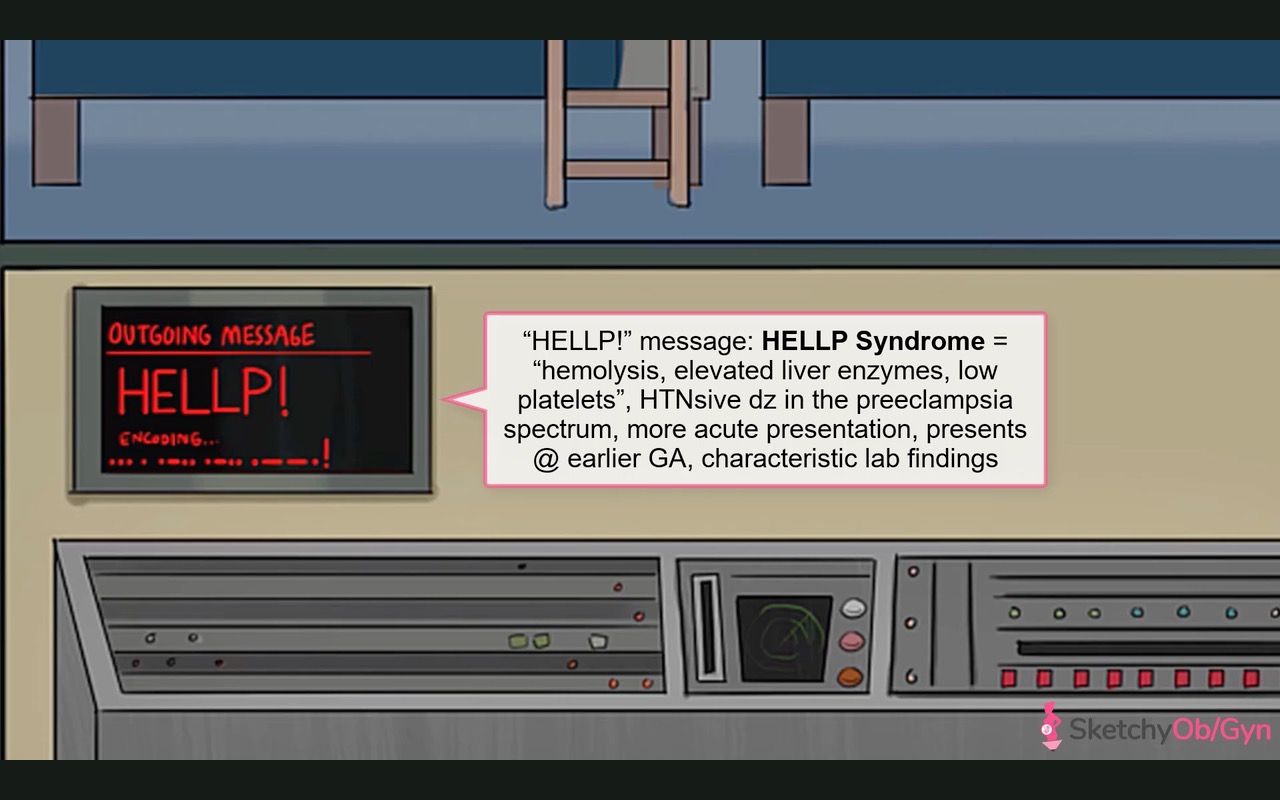 OUTGOING MESSAGE
HELLP!
ENCODING...
“HELLP!” message: HELLP Syndrome =
“hemolysis, elevated liver enzymes, low
platelets”, HTNsive dz in the preeclampsia
spectrum, more acute presentation, presents
@ earlier GA, characteristic lab findings
SketchyOb/Gyn